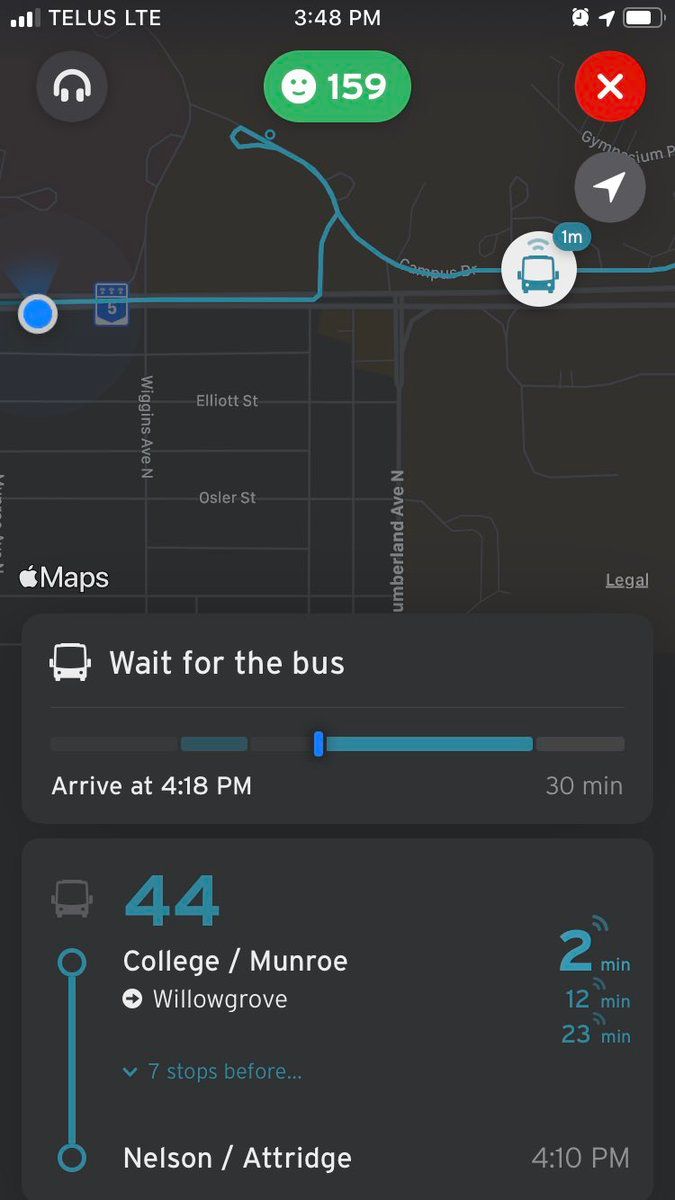 TELUS LTE
3:48 PM
159
Gymnasium P
1m
Campus Dr
5
Elliott St
Wiggins Ave N
Osler St
umberland Ave N
Maps
Legal
Wait for the bus
Arrive at 4:18 PM
30 min
44
College / Munroe
2 min
Willowgrove
12 min
23 min
7 stops before...
Nelson / Attridge
4:10 PM